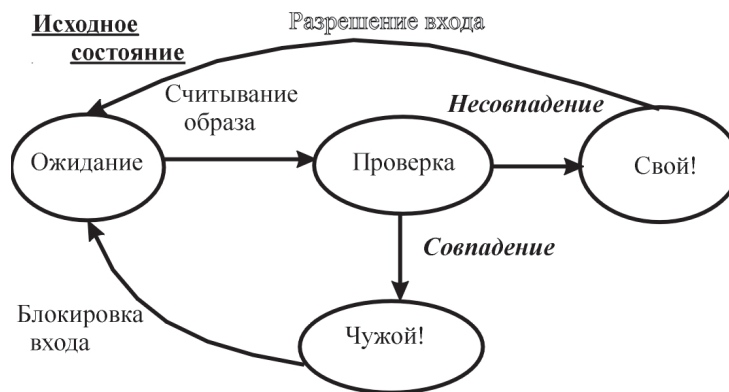 Исходное
состояние
Разрешение входа
Считывание
образа
Несовпадение
Ожидание
Проверка
Свой!
Совпадение
Блокировка
входа
Чужой!